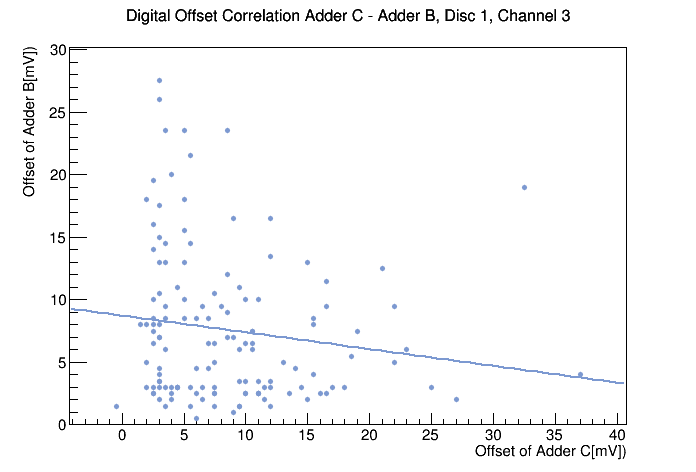 Digital Offset Correlation Adder C - Adder B, Disc 1, Channel 3
Offset of Adder B[mV])
30
25
20
15
10
5
0
0 5 10 15 20 25 30 35 40
Offset of Adder C[mV])